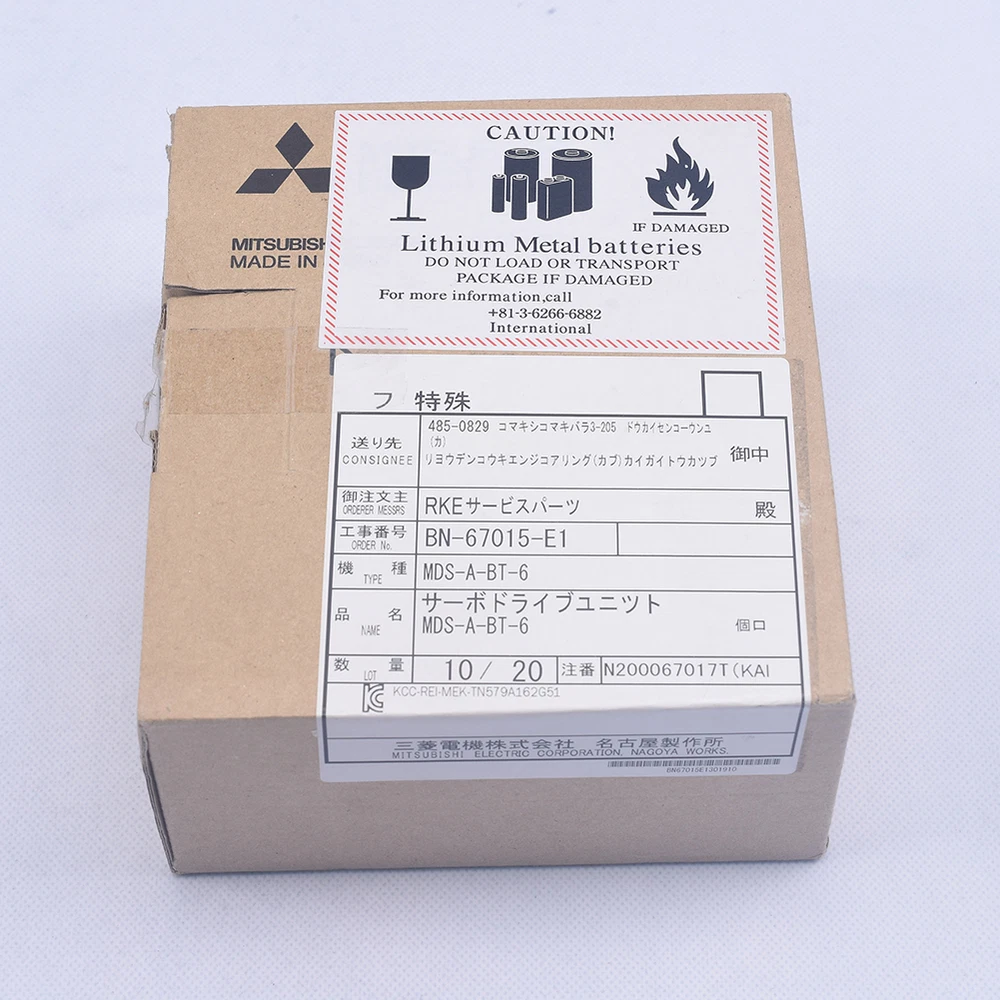 MITSUBISH
MADE IN
CAUTION!
IF DAMAGED
Lithium Metal batteries
DO NOT LOAD OR TRANSPORT
PACKAGE IF DAMAGED
For more information,call
+81-3-6266-6882
International
フ 特殊
送り先
CONSIGNEE
485-0829 コマキシコマキバラ3-205 ドウカイセンコーウンユ
(カ)
リヨウデンコウキエンジニアリング(カブ)カイガイトウカツブ 御中
御注文主
ORDERER MESSRS
RKEサービスパーツ 殿
工事番号
ORDER No.
BN-67015-E1
機 種
TYPE
MDS-A-BT-6
品 名
NAME
サーボドライブユニツト
MDS-A-BT-6 個口
数 量
LOT
10/ 20 注番 N200067017T(KAI
KCC-REI-MEK-TN579A162G51
三菱電機株式会社 名古屋製作所
MITSUBISHI ELECTRIC CORPORATION, NAGOYA WORKS.
BN67015E1301910